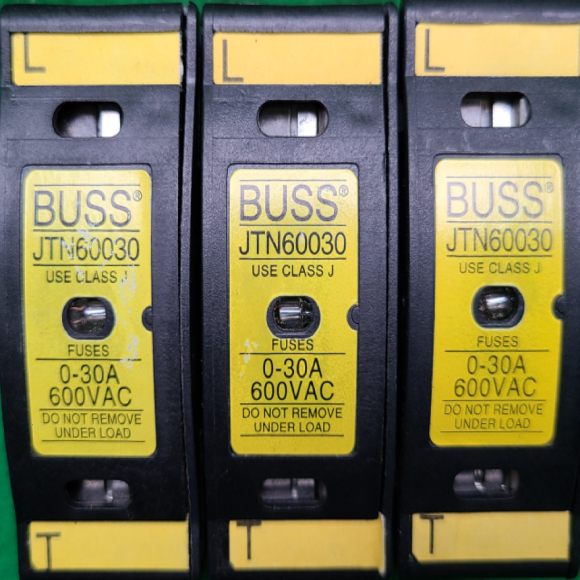 L
BUSS®
JTN60030
USE CLASS J
FUSES
0-30A
600VAC
DO NOT REMOVE
UNDER LOAD
T
L
BUSS®
JTN60030
USE CLASS J
FUSES
0-30A
600VAC
DO NOT REMOVE
UNDER LOAD
T
L
BUSS®
JTN60030
USE CLASS J
FUSES
0-30A
600VAC
DO NOT REMOVE
UNDER LOAD
T